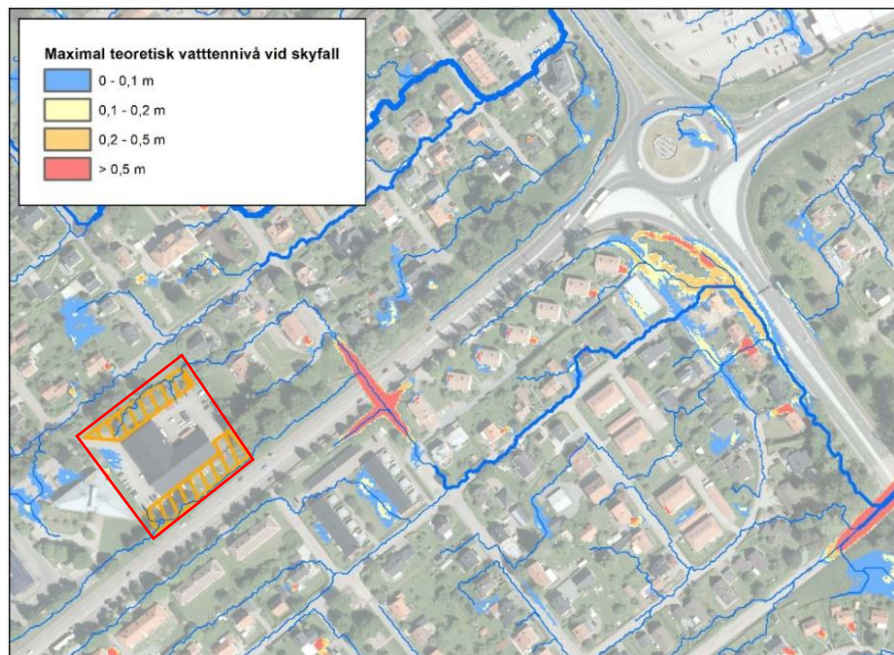 Maximal teoretisk vatttennivå vid skyfall
0 - 0,1 m
0,1 - 0,2 m
0,2 - 0,5 m
> 0,5 m